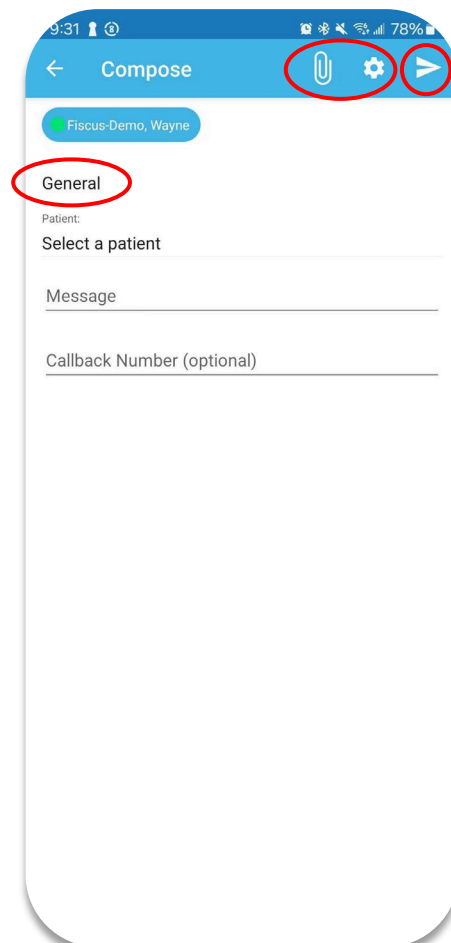 9:31 78%
Compose
Fiscus-Demo, Wayne
General
Patient:
Select a patient
Message
Callback Number (optional)